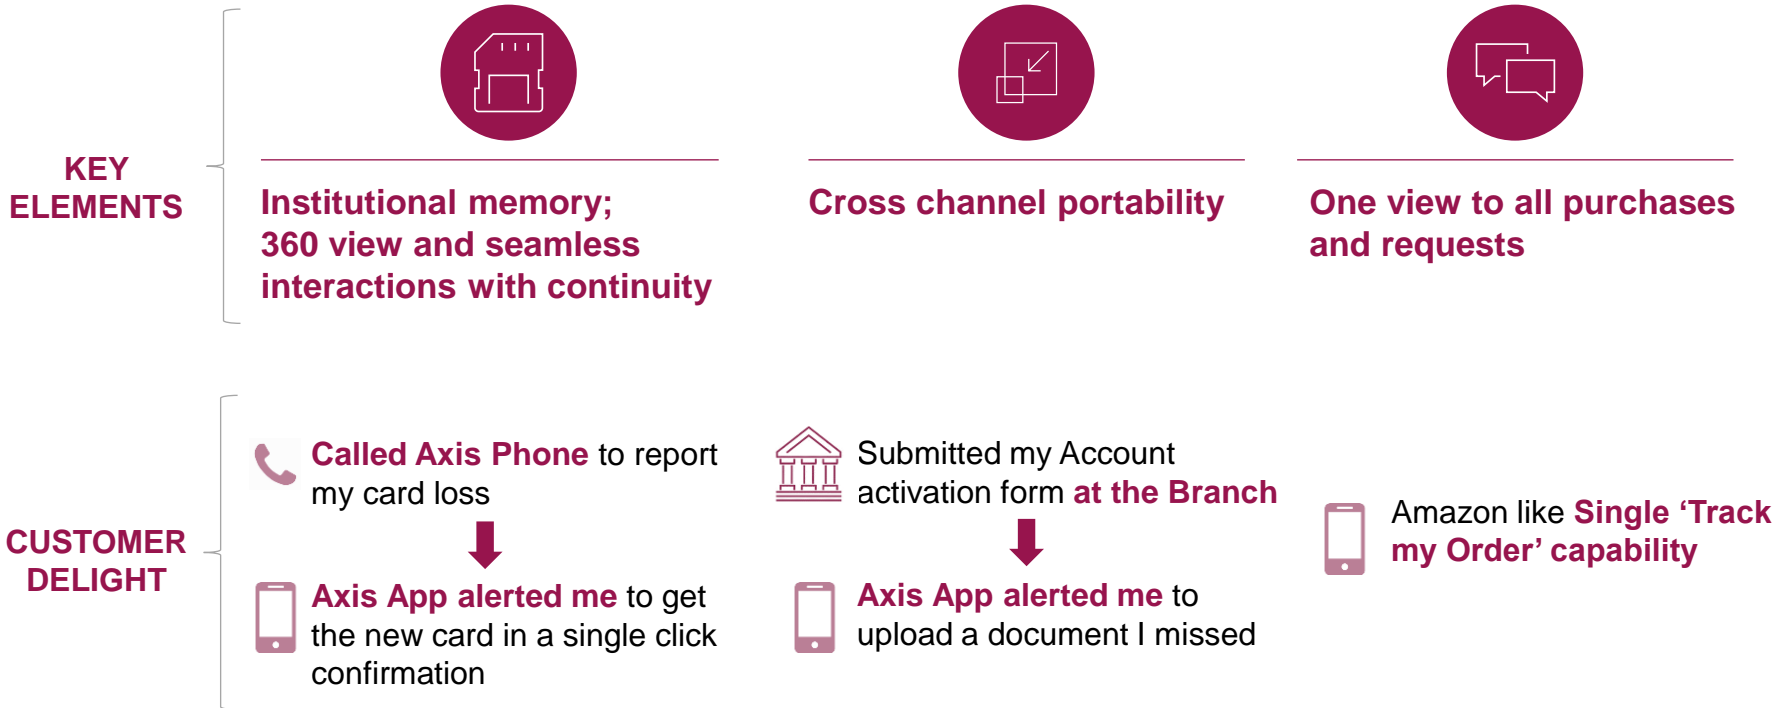 KEY
ELEMENTS
Institutional memory;
360 view and seamless
interactions with continuity
Cross channel portability
One view to all purchases
and requests
CUSTOMER
DELIGHT
Called Axis Phone to report
my card loss
Axis App alerted me to get
the new card in a single click
confirmation
Submitted my Account
activation form at the Branch
Axis App alerted me to
upload a document I missed
Amazon like Single ‘Track
my Order’ capability